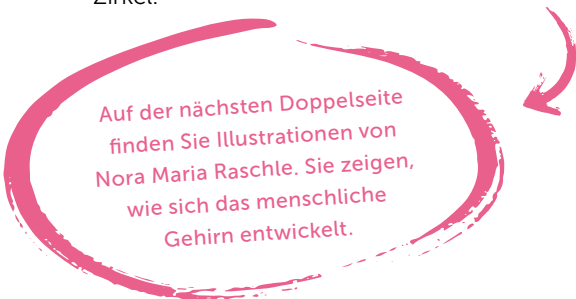 Zirkel.
Auf der nächsten Doppelseite
finden Sie Illustrationen von
Nora Maria Raschle. Sie zeigen,
wie sich das menschliche
Gehirn entwickelt.